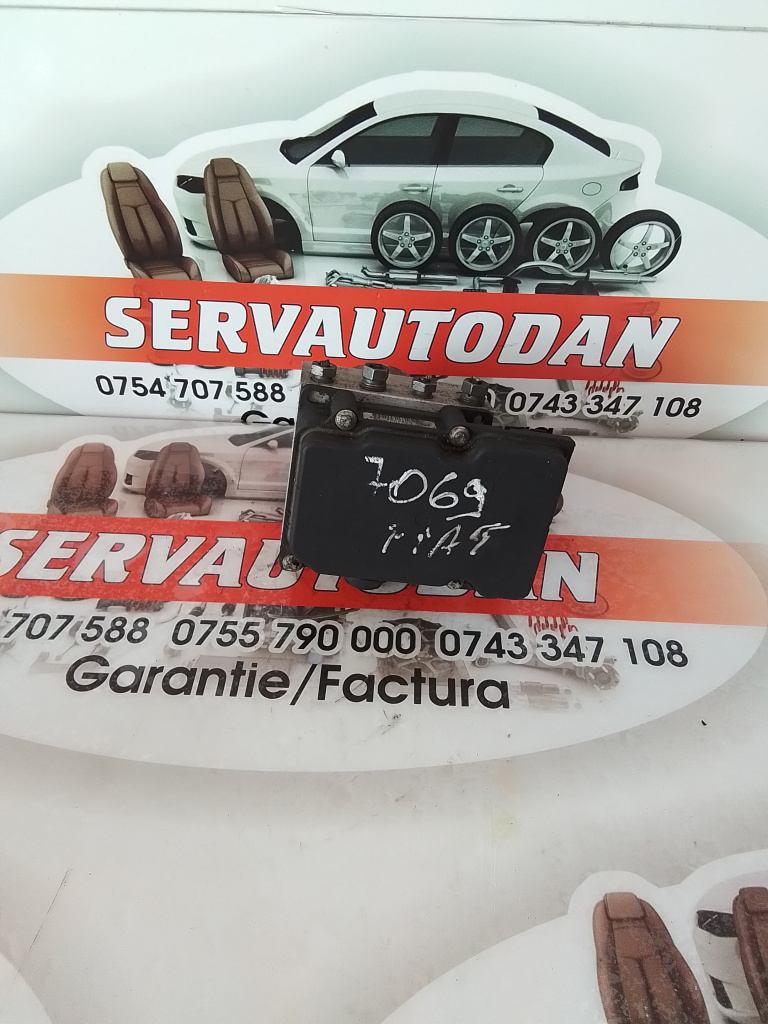 SERVAUTODAN
0754 707 588
0743 347 108
7069
FIAT
SERVAUTODAN
707 588 0755 790 000 0743 347 108
Garantie/Factura